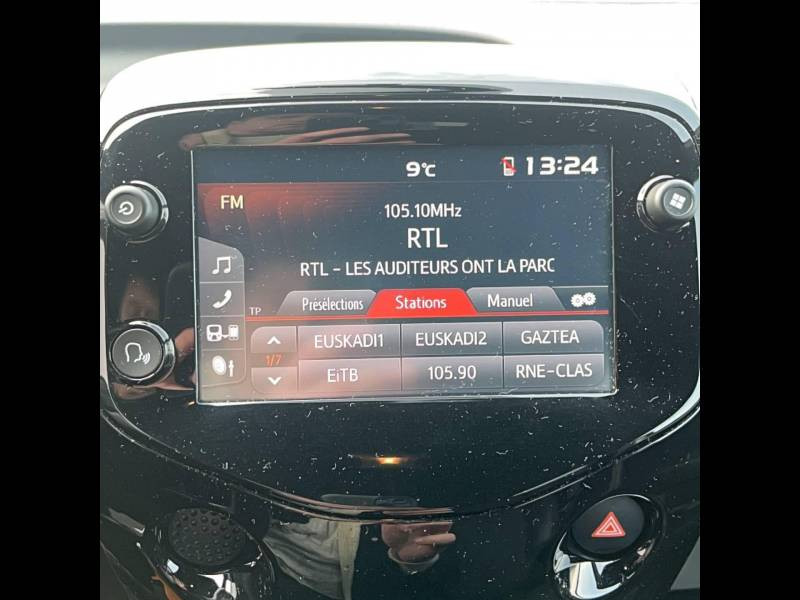 9°C 13:24
FM
105.10MHz
RTL
RTL - LES AUDITEURS ONT LA PARC
TP Présélections Stations Manuel
EUSKADI1 EUSKADI2 GAZTEA
1/7
EiTB 105.90 RNE-CLAS